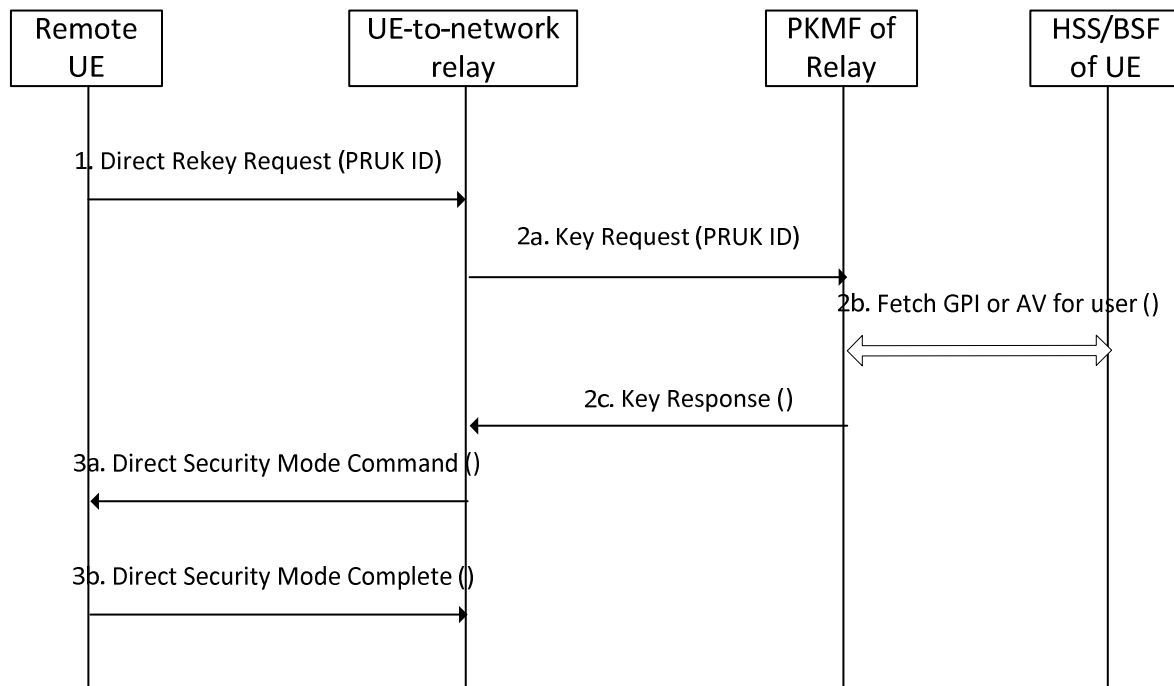 Remote
UE
UE-to-network
relay
PKMF of
Relay
HSS/BSF
of UE
1. Direct Rekey Request (PRUK ID)
2a. Key Request (PRUK ID)
2b. Fetch GPI or AV for user ()
2c. Key Response ()
3a. Direct Security Mode Command ()
3b. Direct Security Mode Complete ()